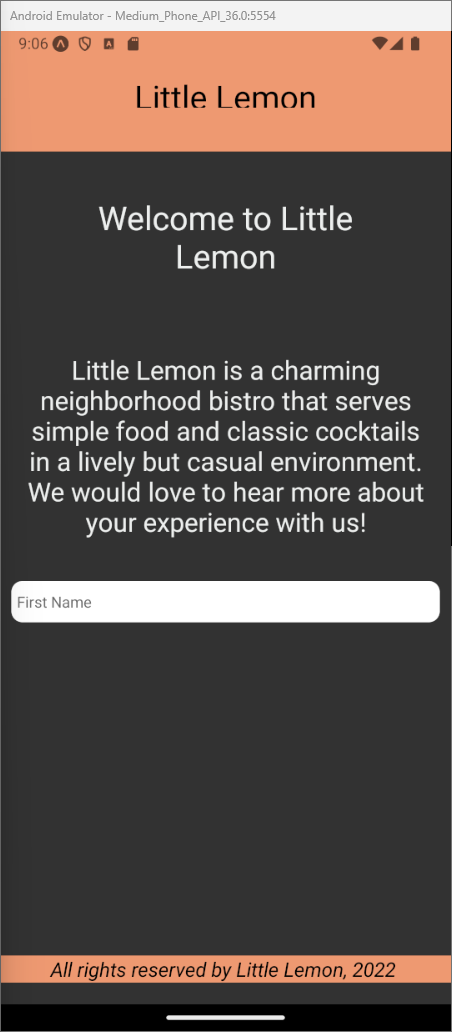 Android Emulator - Medium_Phone_API_36.0:5554
9:06
Little Lemon
Welcome to Little
Lemon
Little Lemon is a charming
neighborhood bistro that serves
simple food and classic cocktails
in a lively but casual environment.
We would love to hear more about
your experience with us!
First Name
All rights reserved by Little Lemon, 2022